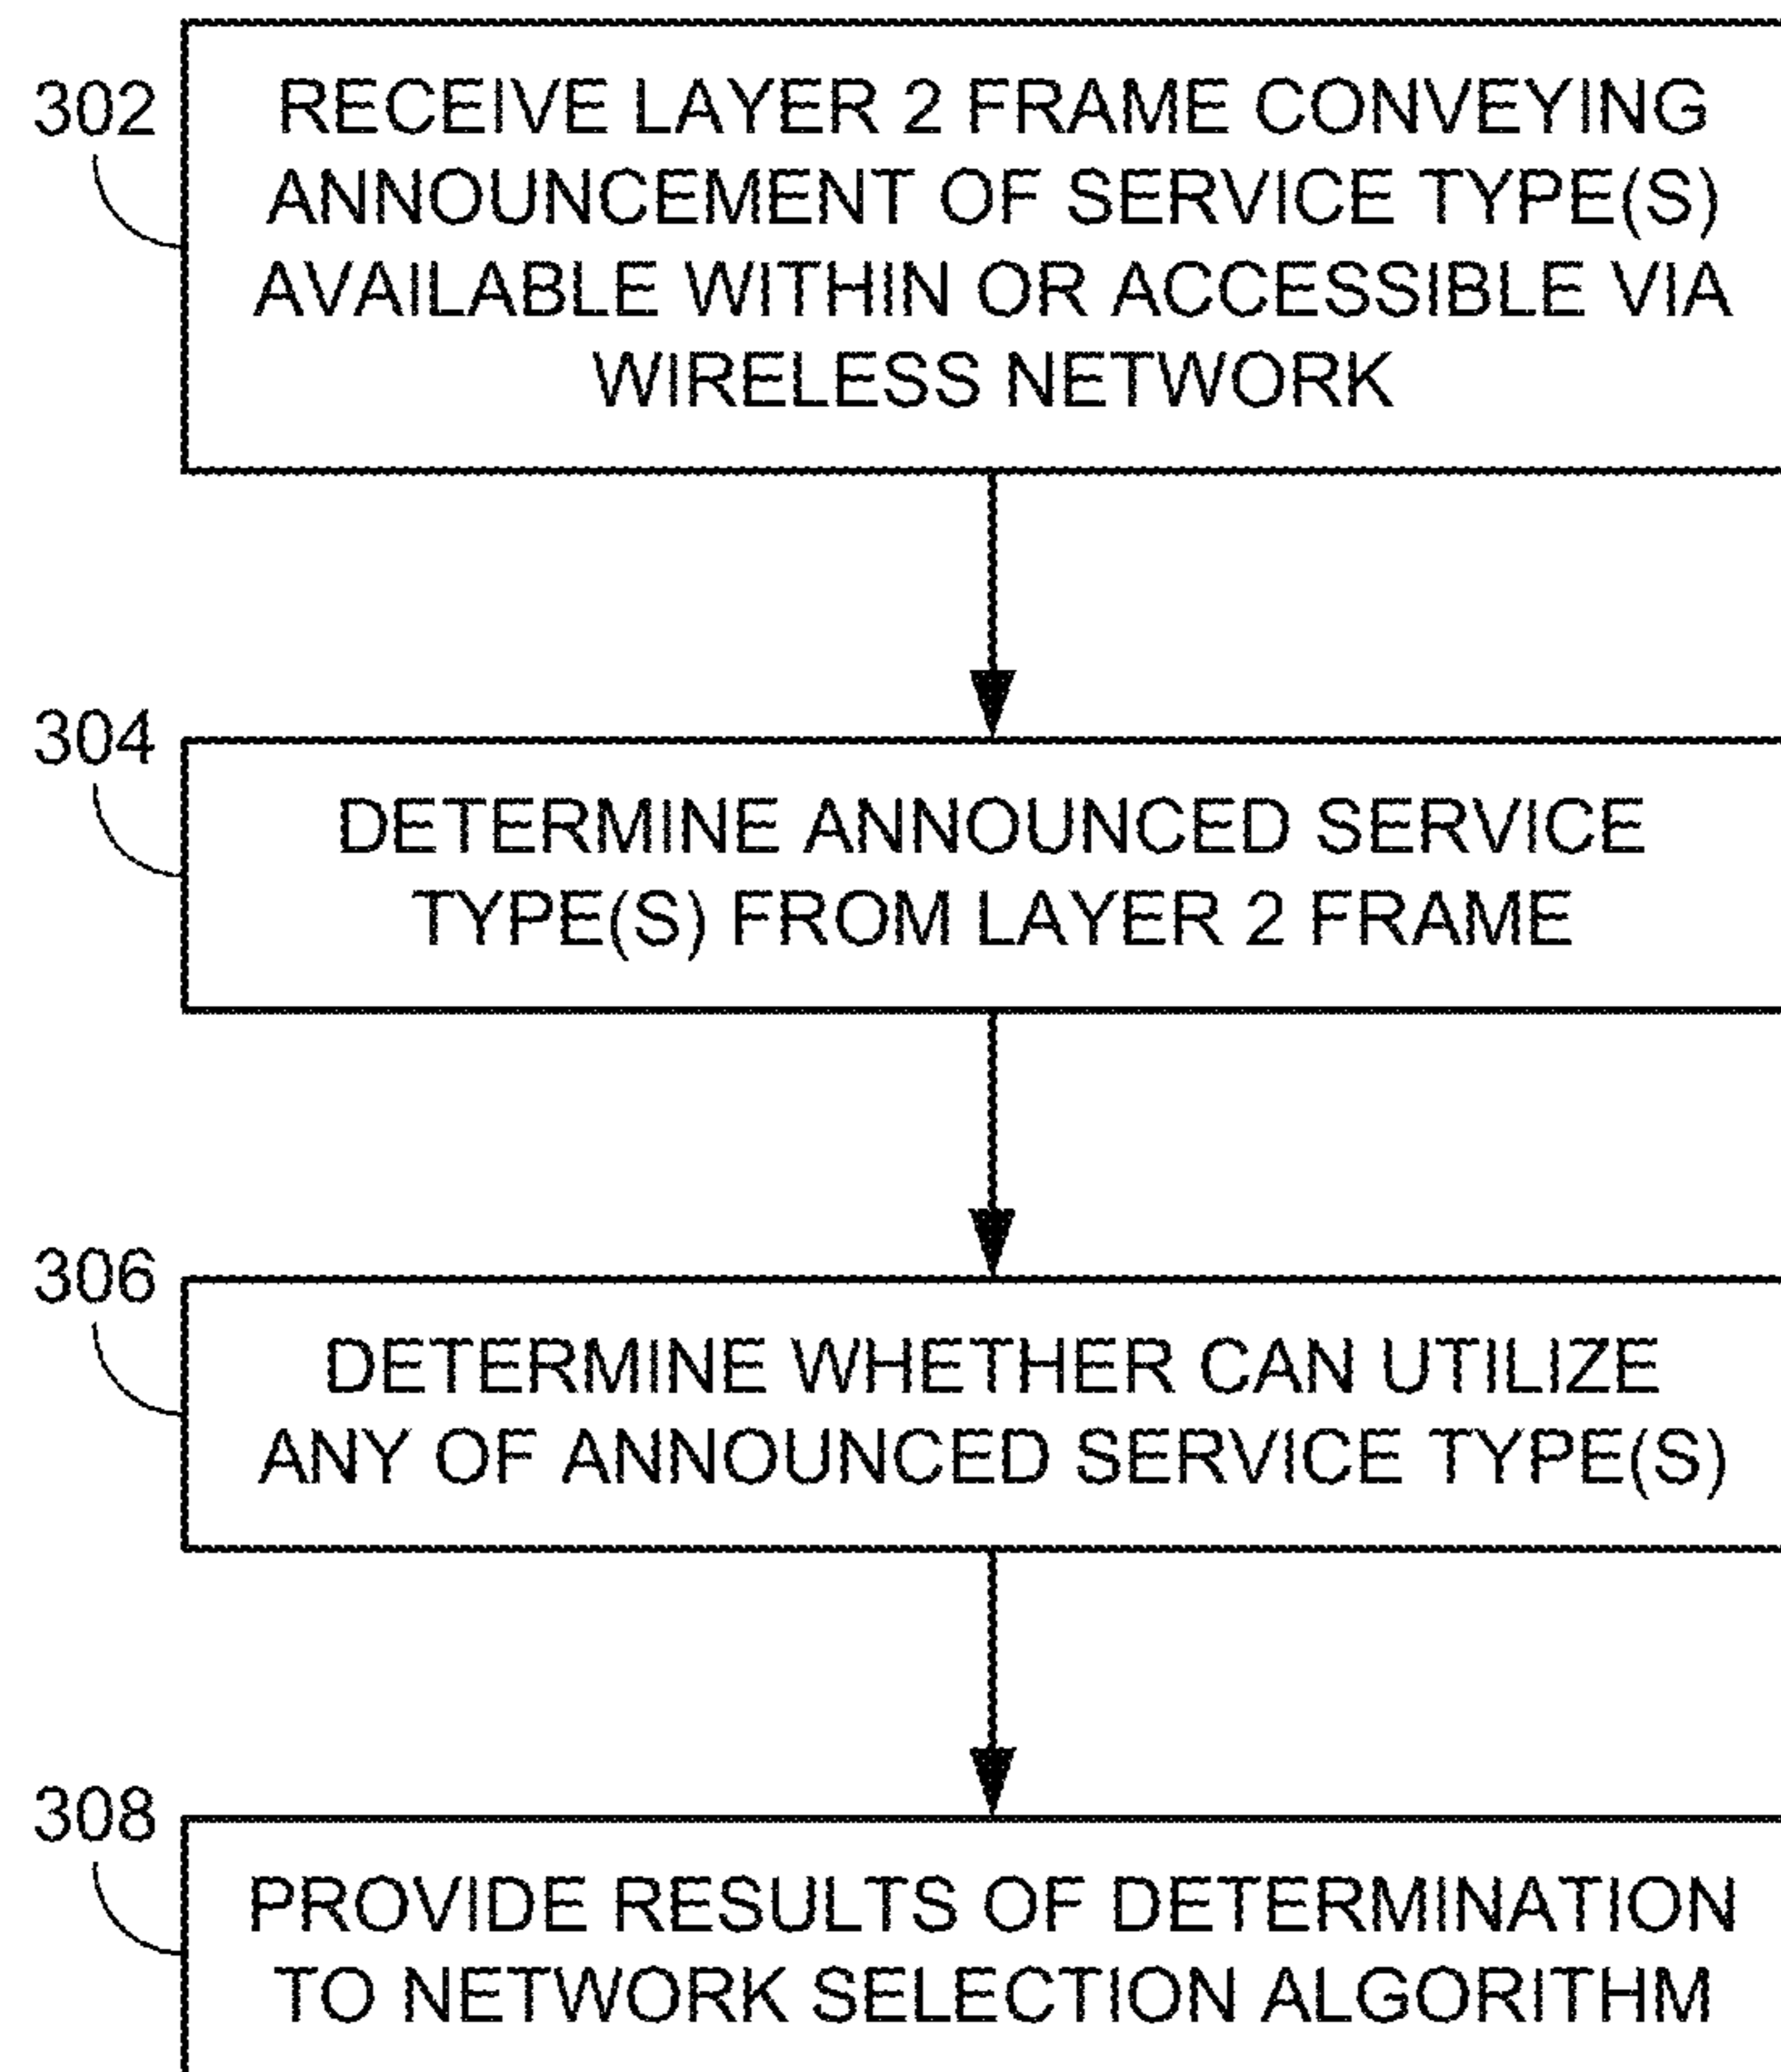 302
RECEIVE LAYER 2 FRAME CONVEYING
ANNOUNCEMENT OF SERVICE TYPE(S)
AVAILABLE WITHIN OR ACCESSIBLE VIA
WIRELESS NETWORK
304
DETERMINE ANNOUNCED SERVICE
TYPE(S) FROM LAYER 2 FRAME
306
DETERMINE WHETHER CAN UTILIZE
ANY OF ANNOUNCED SERVICE TYPE(S)
308
PROVIDE RESULTS OF DETERMINATION
TO NETWORK SELECTION ALGORITHM